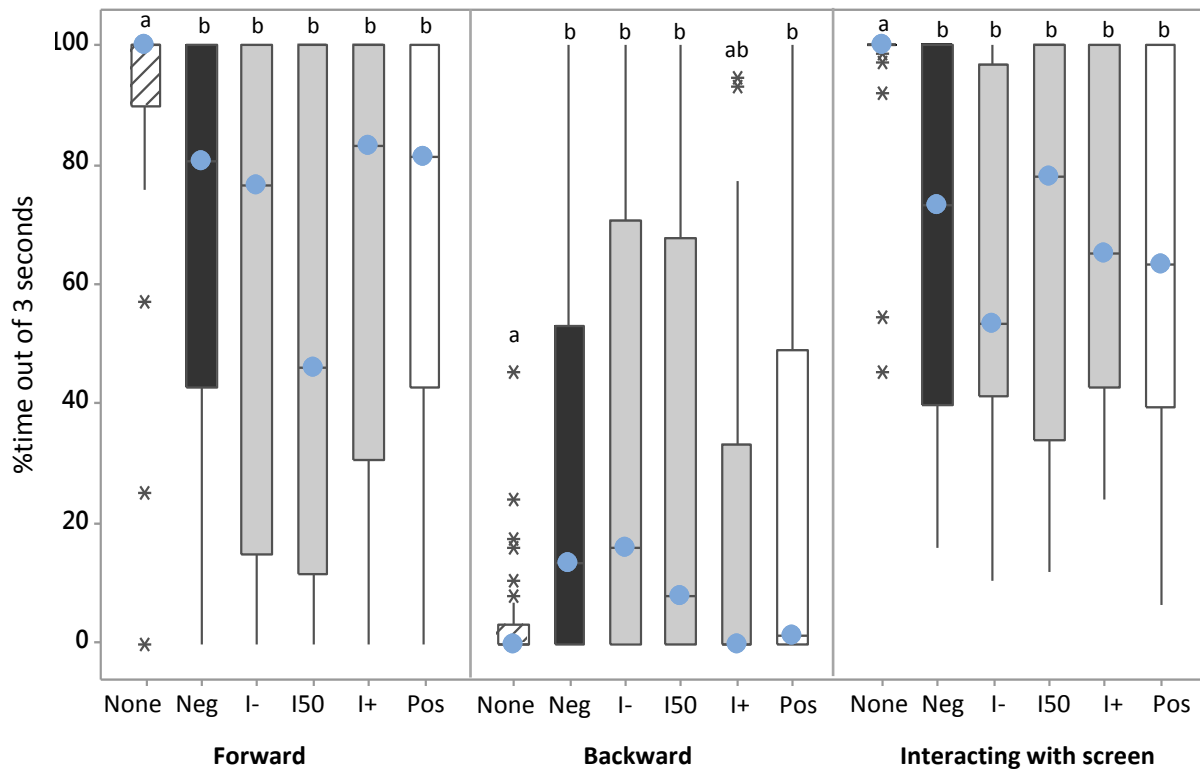 a b b b b b
b b b ab b
a b b b b b
a
%time out of 3 seconds
100
80
60
40
20
0
None Neg I- I50 I+ Pos
None Neg I- I50 I+ Pos
None Neg I- I50 I+ Pos
Forward
Backward
Interacting with screen